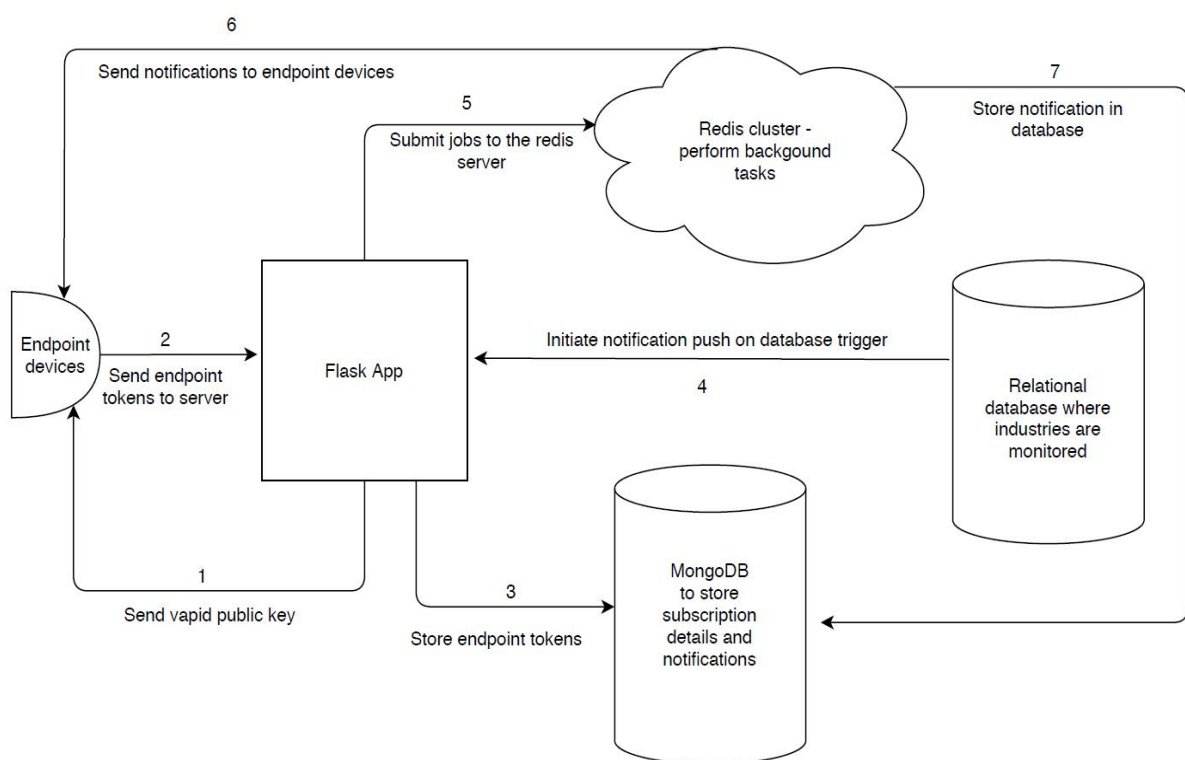 6
Send notifications to endpoint devices
5
Submit jobs to the redis
server
Redis cluster -
perform backgound
tasks
7
Store notification in
database
Endpoint
devices
2
Send endpoint
tokens to server
Flask App
Initiate notification push on database trigger
4
Relational
database where
industries are
monitored
1
Send vapid public key
3
Store endpoint tokens
MongoDB
to store
subscription
details and
notifications